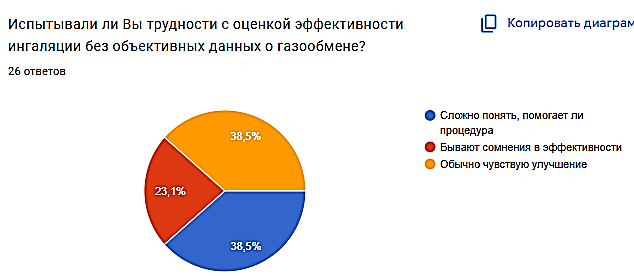 Испытывали ли Вы трудности с оценкой эффективности
ингаляции без объективных данных о газообмене?
Копировать диаграм
26 ответов
38,5%
23,1%
38,5%
Сложно понять, помогает ли
процедура
Бывают сомнения в эффективности
Обычно чувствую улучшение